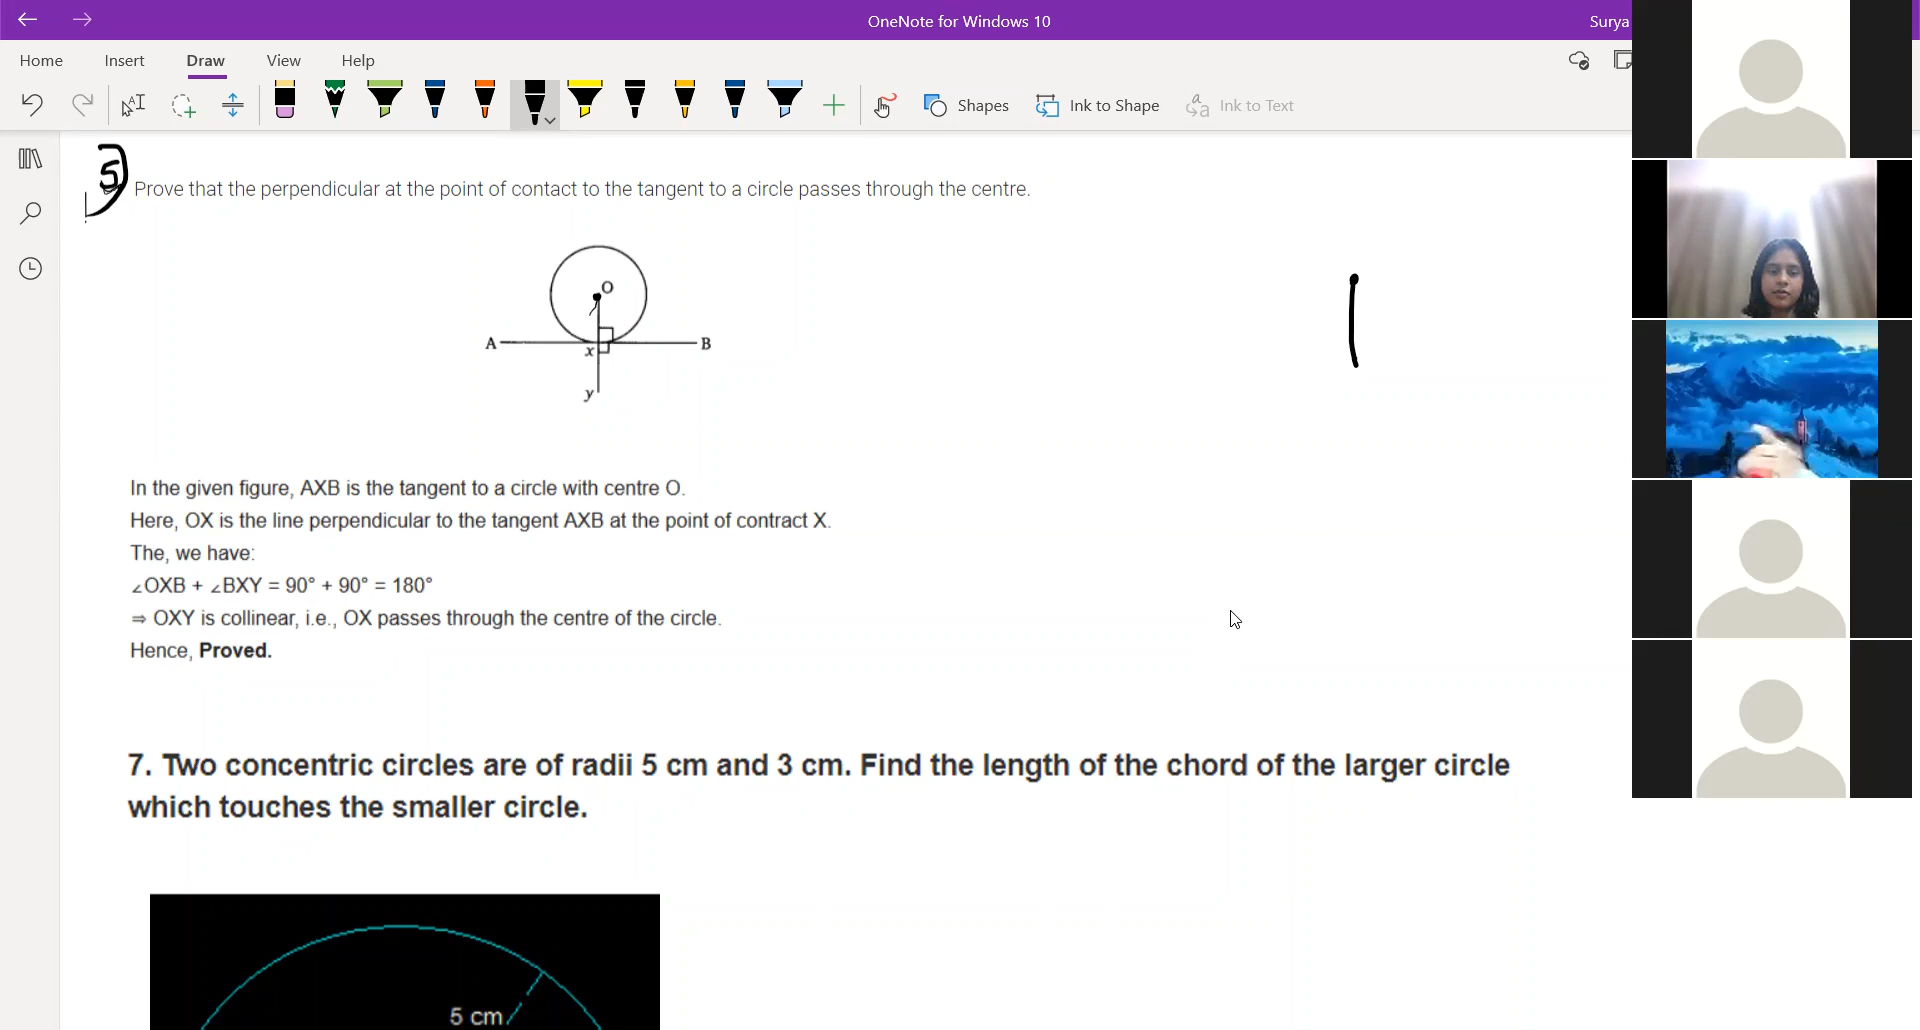 OneNote for Windows 10
Surya
Home Insert Draw View Help
Shapes Ink to Shape Ink to Text
5) Prove that the perpendicular at the point of contact to the tangent to a circle passes through the centre.
O
A x B
y
In the given figure, AXB is the tangent to a circle with centre O.
Here, OX is the line perpendicular to the tangent AXB at the point of contract X.
The, we have:
∠OXB + ∠BXY = 90° + 90° = 180°
⇒ OXY is collinear, i.e., OX passes through the centre of the circle.
Hence, Proved.
7. Two concentric circles are of radii 5 cm and 3 cm. Find the length of the chord of the larger circle
which touches the smaller circle.
5 cm